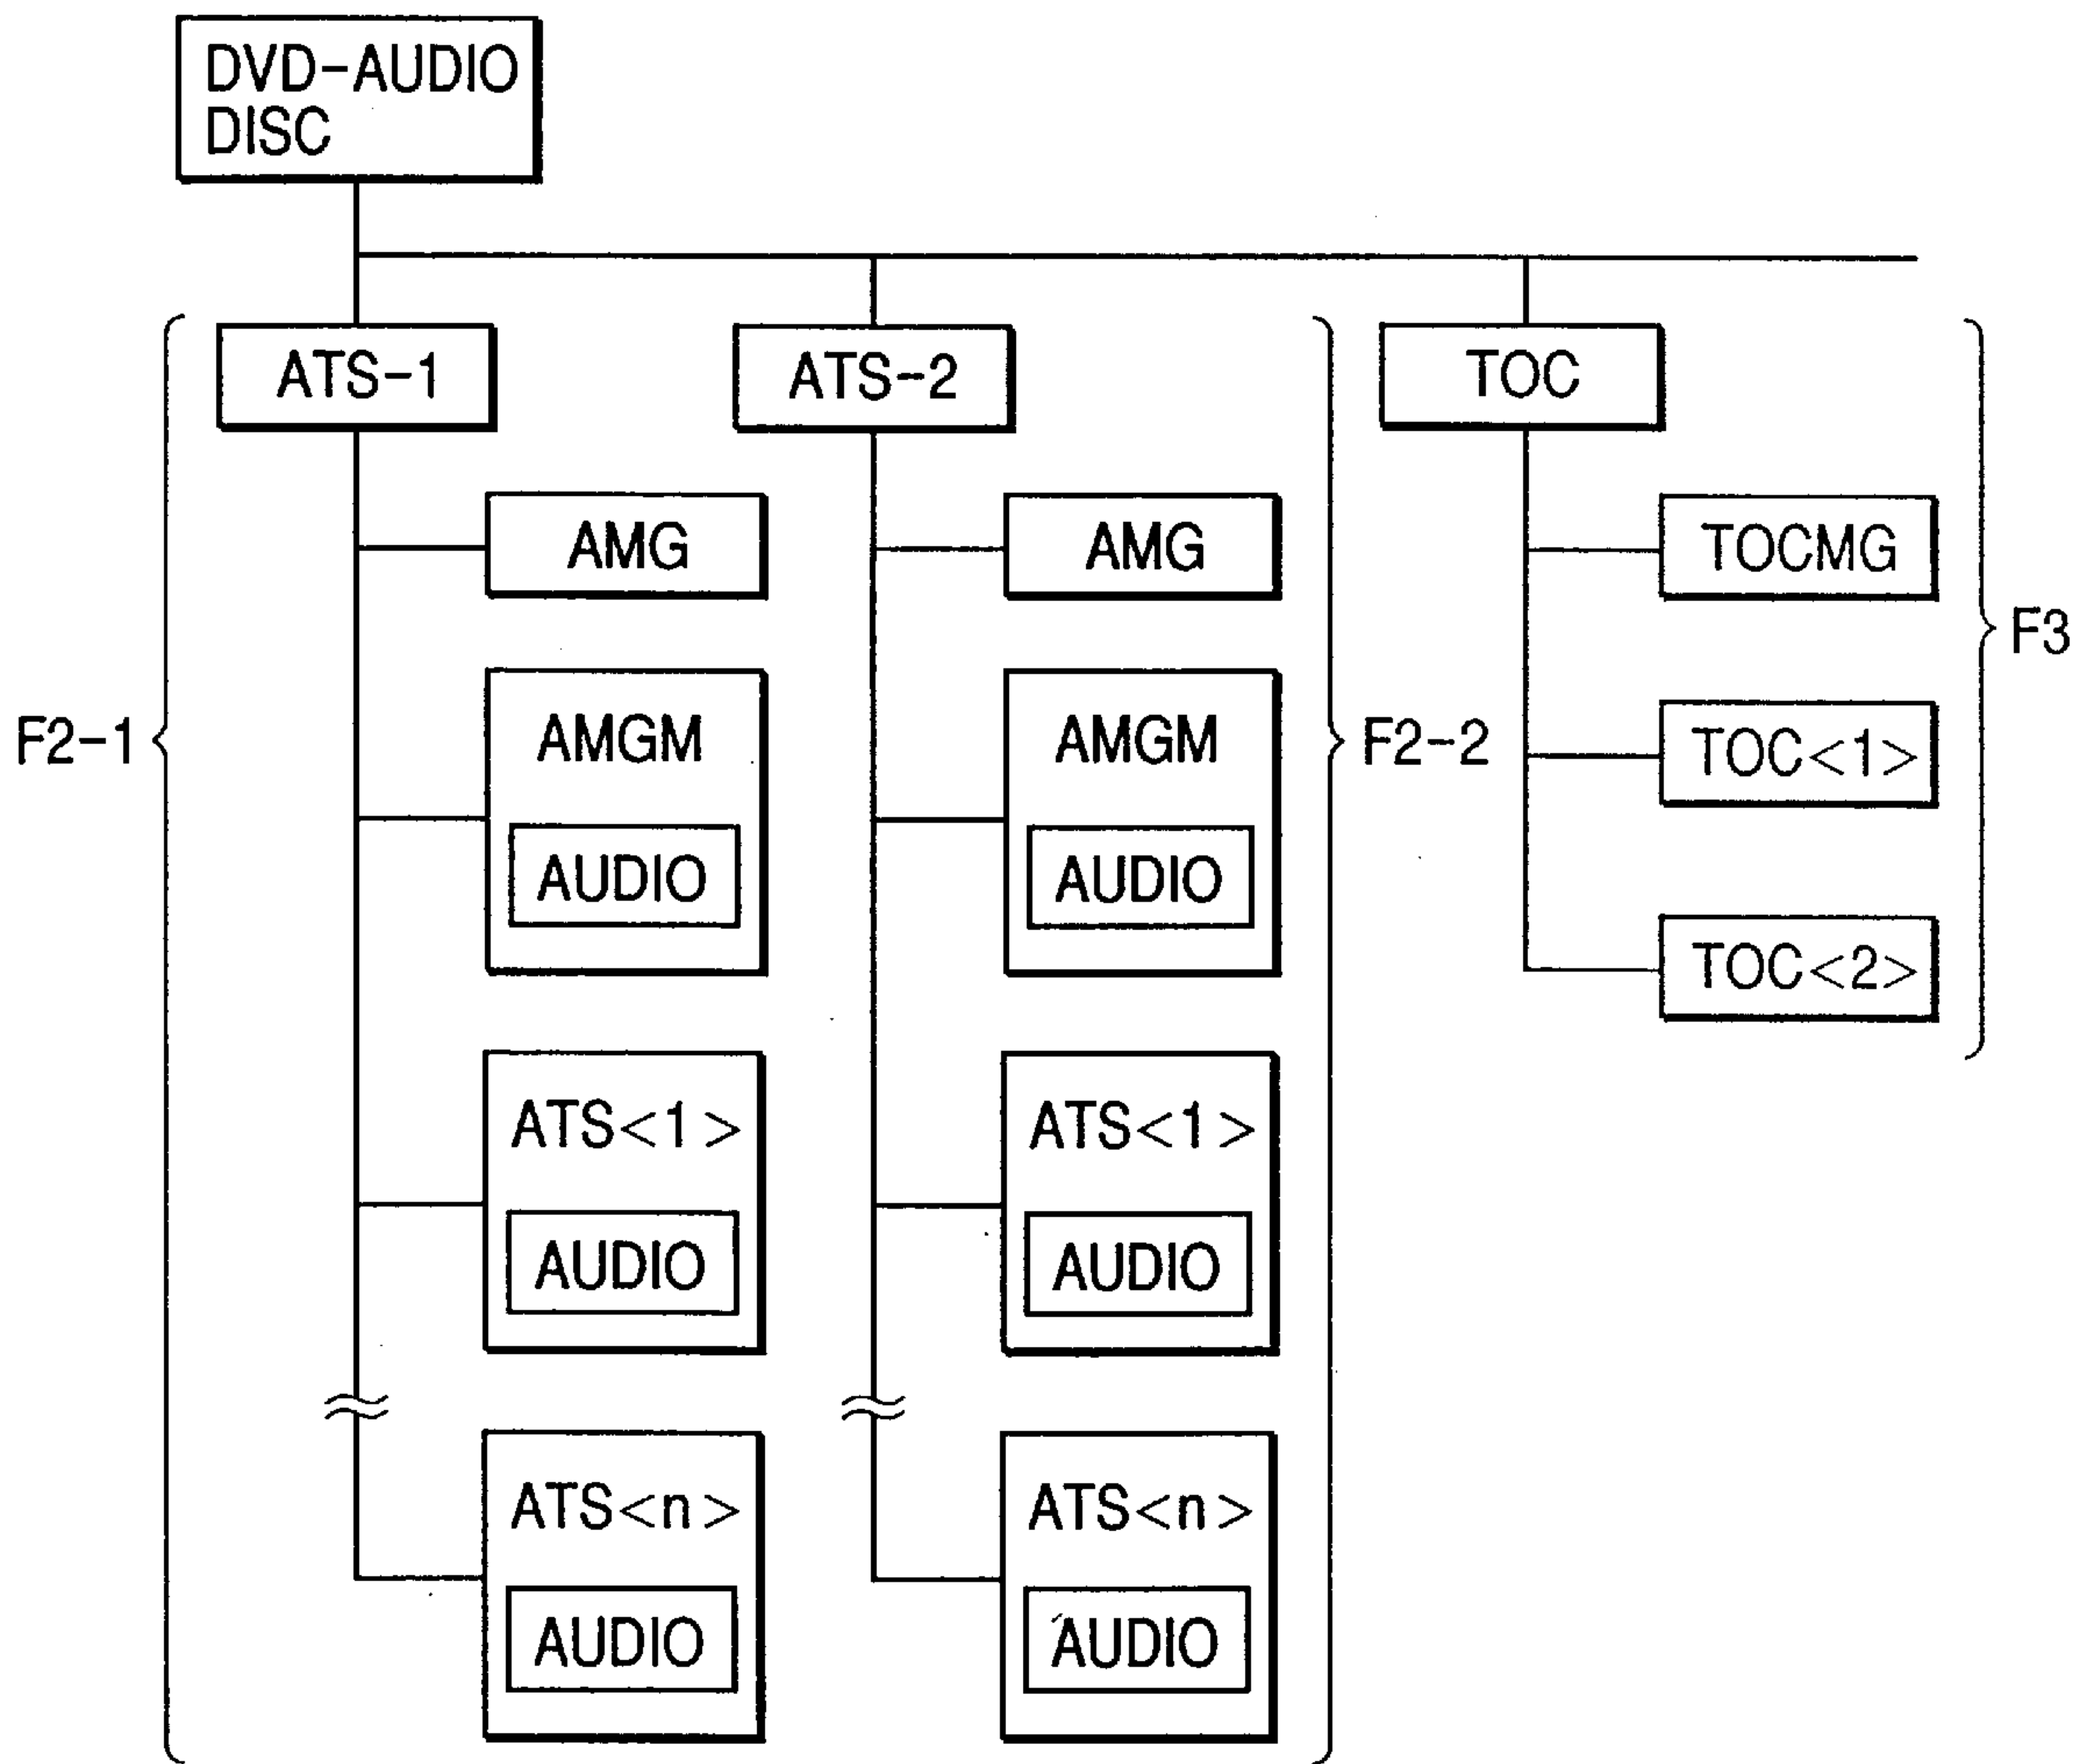 DVD-AUDIO
DISC
ATS-1
ATS-2
TOC
AMG
AMG
TOCMG
F3
F2-1
AMGM
AMGM
F2-2
TOC<1>
AUDIO
AUDIO
TOC<2>
ATS<1>
ATS<1>
AUDIO
AUDIO
ATS<n>
ATS<n>
AUDIO
AUDIO